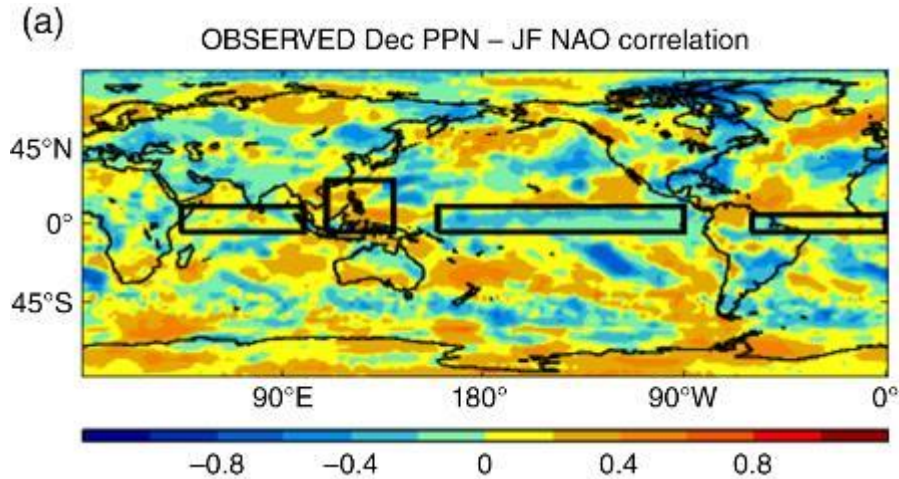 (a)
OBSERVED Dec PPN – JF NAO correlation
45°N
0°
45°S
90°E 180° 90°W 0°
–0.8 –0.4 0 0.4 0.8